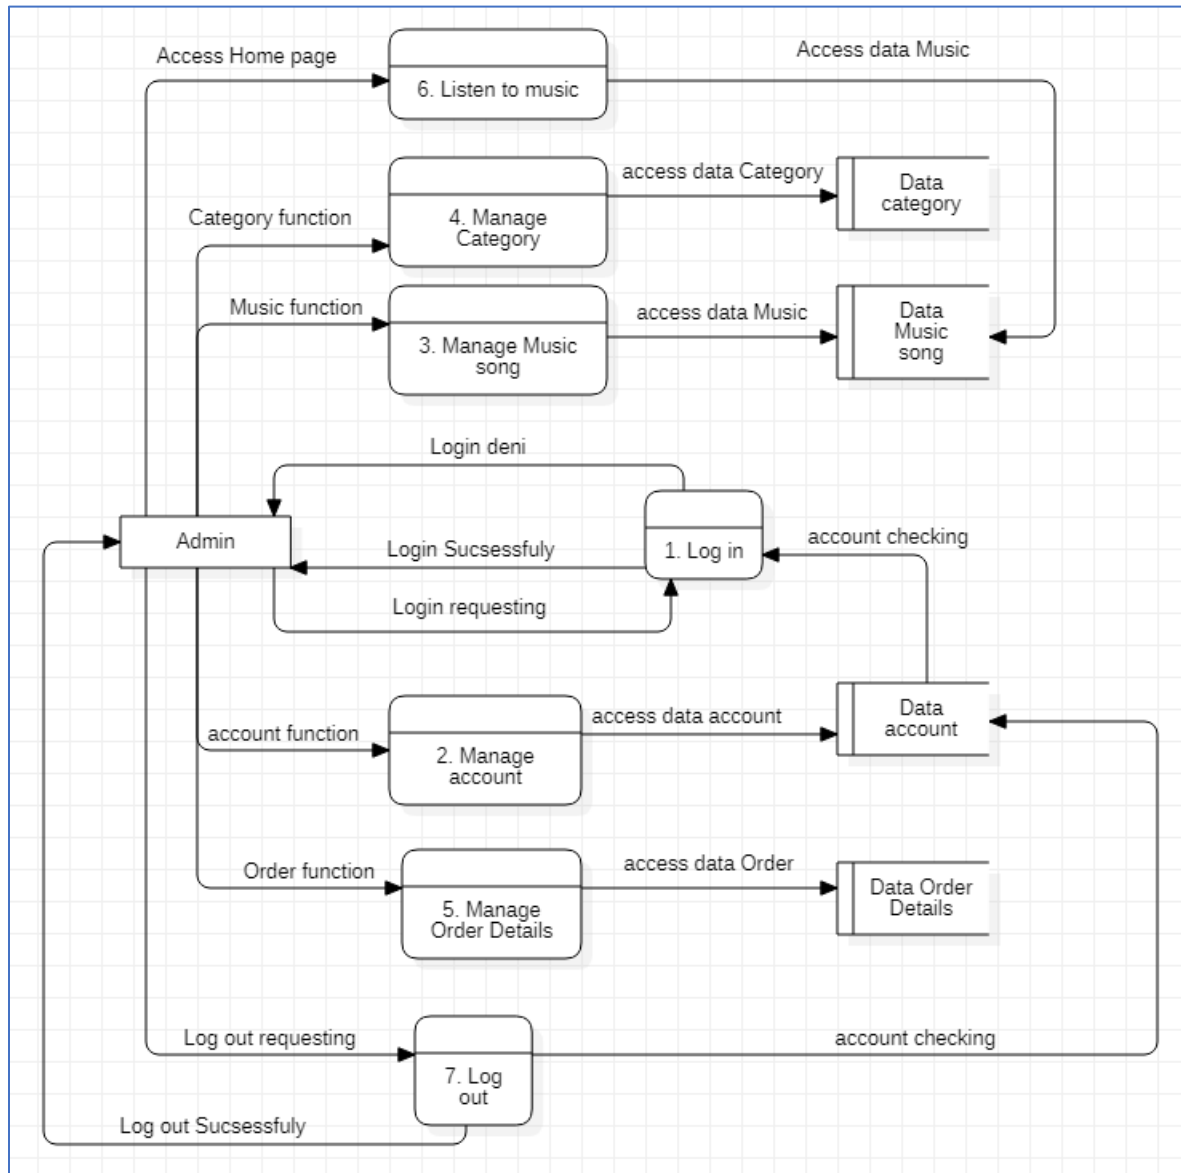 Access Home page
Access data Music
6. Listen to music
access data Category
Data
category
Category function
4. Manage
Category
Music function
access data Music
Data
Music
song
3. Manage Music
song
Login deni
Admin
Login Sucsessfuly
1. Log in
account checking
Login requesting
account function
access data account
Data
account
2. Manage
account
Order function
access data Order
Data Order
Details
5. Manage
Order Details
Log out requesting
account checking
7. Log
out
Log out Sucsessfuly